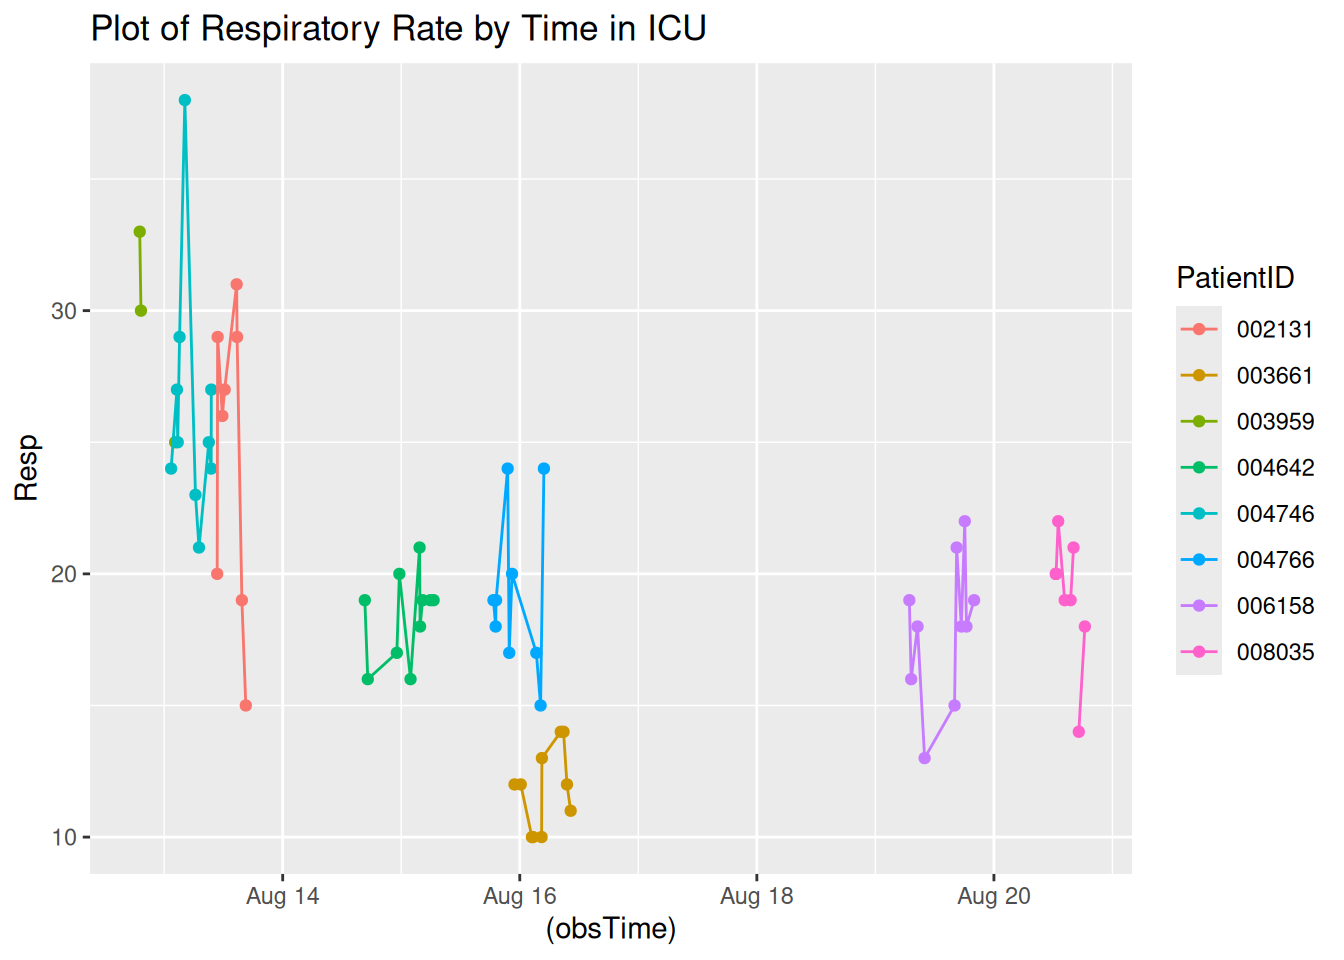 Plot of Respiratory Rate by Time in ICU
Resp
30
20
10
Aug 14
Aug 16
Aug 18
Aug 20
(obsTime)
PatientID
002131
003661
003959
004642
004746
004766
006158
008035